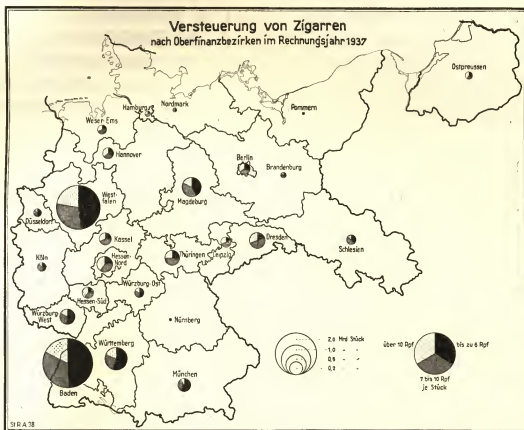 Versteuerung von Zigarren
nach Oberfinanzbezirken im Rechnungsjahr 1937
Ostpreussen
Hamburg
Nordmark
Pommern
Weser-Ems
Hannover
Berlin
Brandenburg
Westfalen
Magdeburg
Düsseldorf
Kassel
Dresden
Leipzig
Schlesien
Thüringen
Köln
Hessen-Nord
Hessen-Süd
Würzburg-Ost
Würzburg West
Nürnberg
Württemberg
Baden
München
2,0 Mrd Stück
1,0 " "
0,5 " "
0,2 " "
über 10 Rpf
bis zu 6 Rpf
7 bis 10 Rpf
je Stück
St R A 38